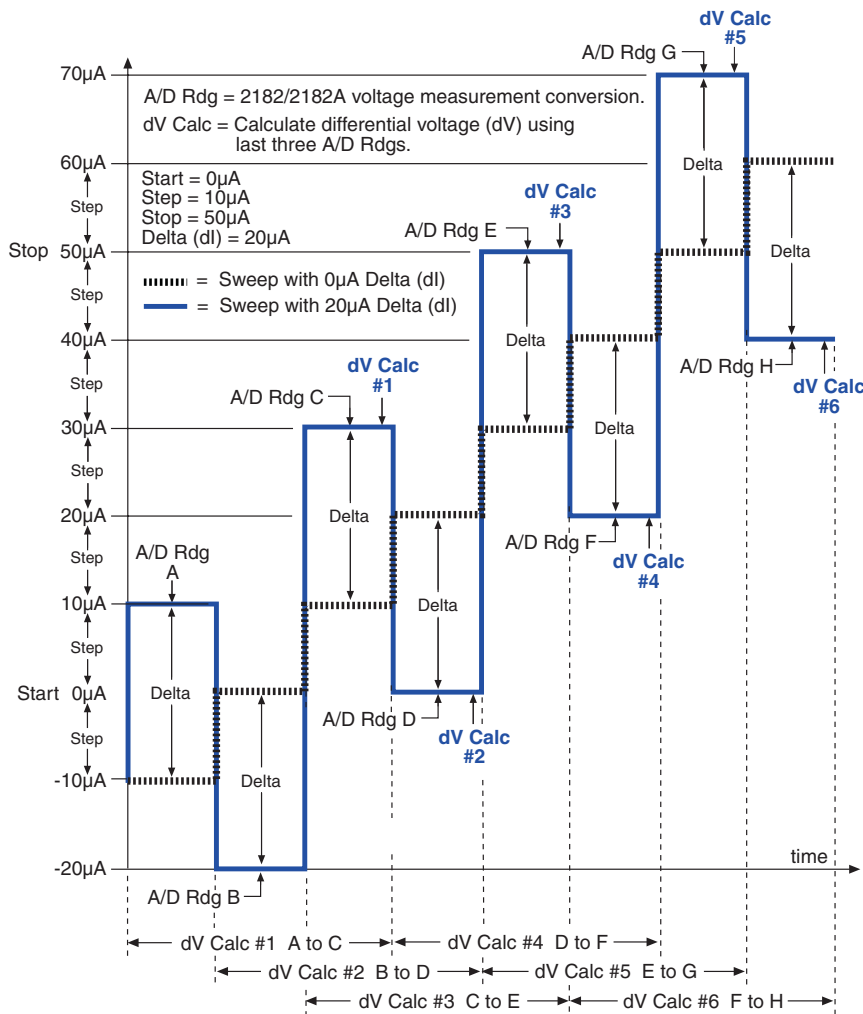 dV Calc
#5
A/D Rdg G
70µA
A/D Rdg = 2182/2182A voltage measurement conversion.
dV Calc = Calculate differential voltage (dV) using
last three A/D Rdgs.
Delta
60µA
Start = 0µA
Step = 10µA
Stop = 50µA
Delta (dI) = 20µA
dV Calc
#3
Step
A/D Rdg E
Delta
Stop 50µA
= Sweep with 0µA Delta (dI)
= Sweep with 20µA Delta (dI)
Step
40µA
Delta
A/D Rdg H
dV Calc
#6
dV Calc
#1
A/D Rdg C
Step
30µA
Delta
Step
20µA
Delta
A/D Rdg F
dV Calc
#4
A/D Rdg
A
Step
10µA
Delta
Step
Delta
Start 0µA
Delta
A/D Rdg D
dV Calc
#2
Step
-10µA
Delta
time
-20µA
A/D Rdg B
dV Calc #1 A to C
dV Calc #4 D to F
dV Calc #2 B to D
dV Calc #5 E to G
dV Calc #3 C to E
dV Calc #6 F to H